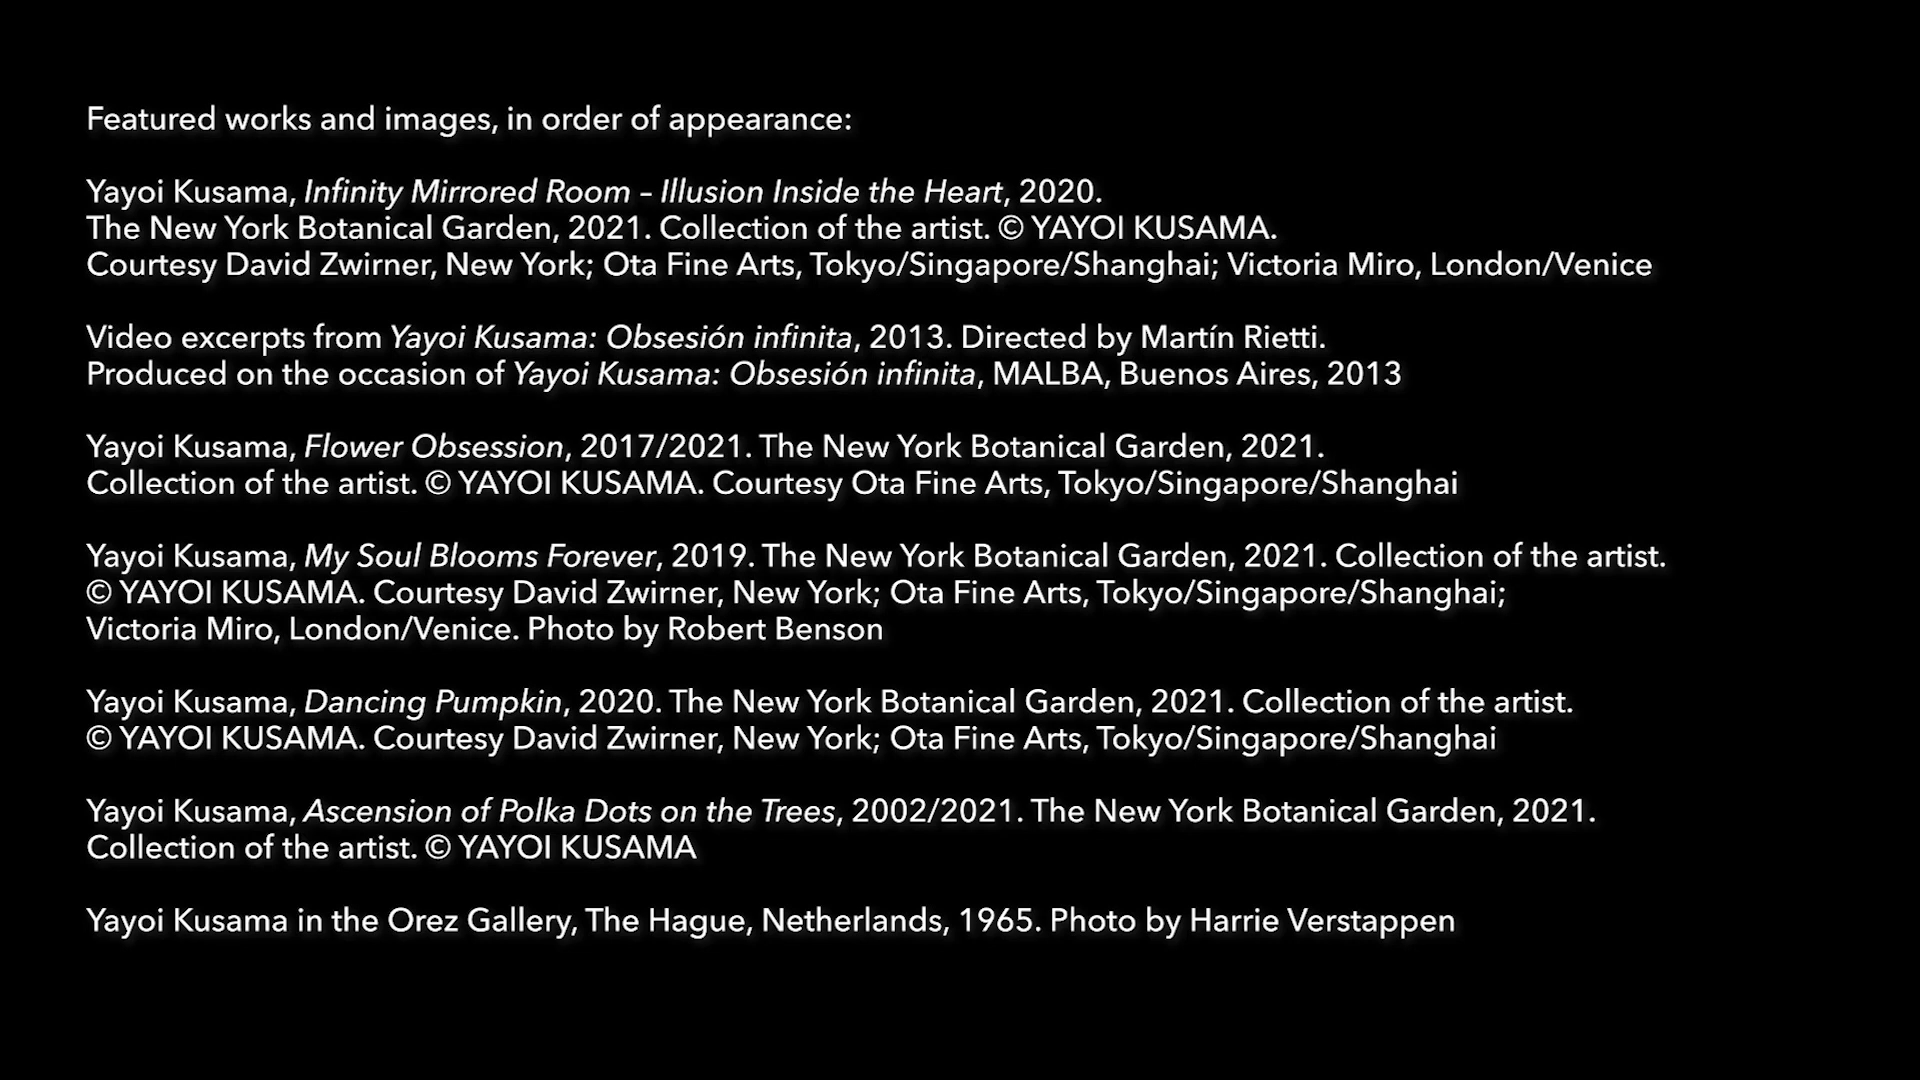 Featured works and images, in order of appearance:
Yayoi Kusama, Infinity Mirrored Room – Illusion Inside the Heart, 2020.
The New York Botanical Garden, 2021. Collection of the artist. © YAYOI KUSAMA.
Courtesy David Zwirner, New York; Ota Fine Arts, Tokyo/Singapore/Shanghai; Victoria Miro, London/Venice
Video excerpts from Yayoi Kusama: Obsesión infinita, 2013. Directed by Martín Rietti.
Produced on the occasion of Yayoi Kusama: Obsesión infinita, MALBA, Buenos Aires, 2013
Yayoi Kusama, Flower Obsession, 2017/2021. The New York Botanical Garden, 2021.
Collection of the artist. © YAYOI KUSAMA. Courtesy Ota Fine Arts, Tokyo/Singapore/Shanghai
Yayoi Kusama, My Soul Blooms Forever, 2019. The New York Botanical Garden, 2021. Collection of the artist.
© YAYOI KUSAMA. Courtesy David Zwirner, New York; Ota Fine Arts, Tokyo/Singapore/Shanghai;
Victoria Miro, London/Venice. Photo by Robert Benson
Yayoi Kusama, Dancing Pumpkin, 2020. The New York Botanical Garden, 2021. Collection of the artist.
© YAYOI KUSAMA. Courtesy David Zwirner, New York; Ota Fine Arts, Tokyo/Singapore/Shanghai
Yayoi Kusama, Ascension of Polka Dots on the Trees, 2002/2021. The New York Botanical Garden, 2021.
Collection of the artist. © YAYOI KUSAMA
Yayoi Kusama in the Orez Gallery, The Hague, Netherlands, 1965. Photo by Harrie Verstappen